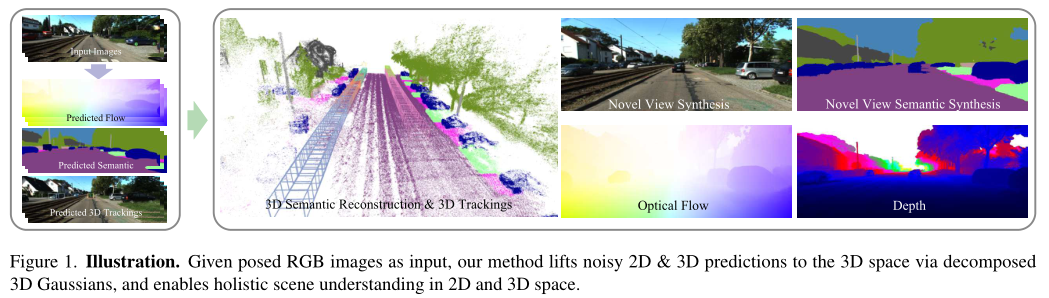 Input Images
Predicted Flow
Predicted Semantic
Predicted 3D Trackings
3D Semantic Reconstruction & 3D Trackings
Novel View Synthesis
Novel View Semantic Synthesis
Optical Flow
Depth
Figure 1. Illustration. Given posed RGB images as input, our method lifts noisy 2D & 3D predictions to the 3D space via decomposed
3D Gaussians, and enables holistic scene understanding in 2D and 3D space.